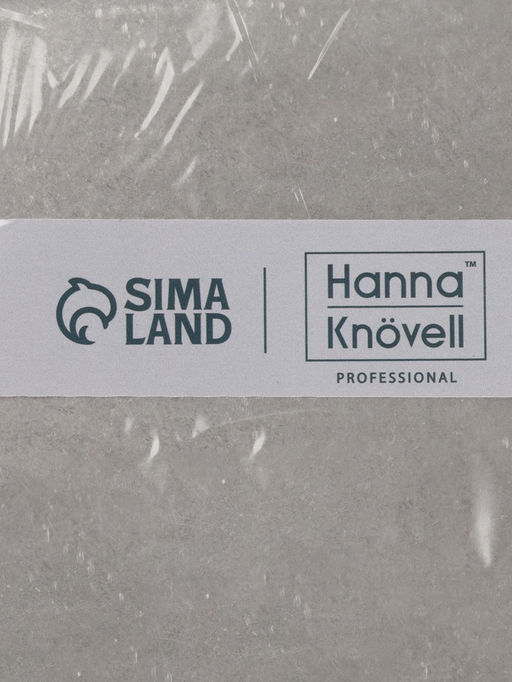 SIMA
LAND
Hanna™
Knövell
PROFESSIONAL